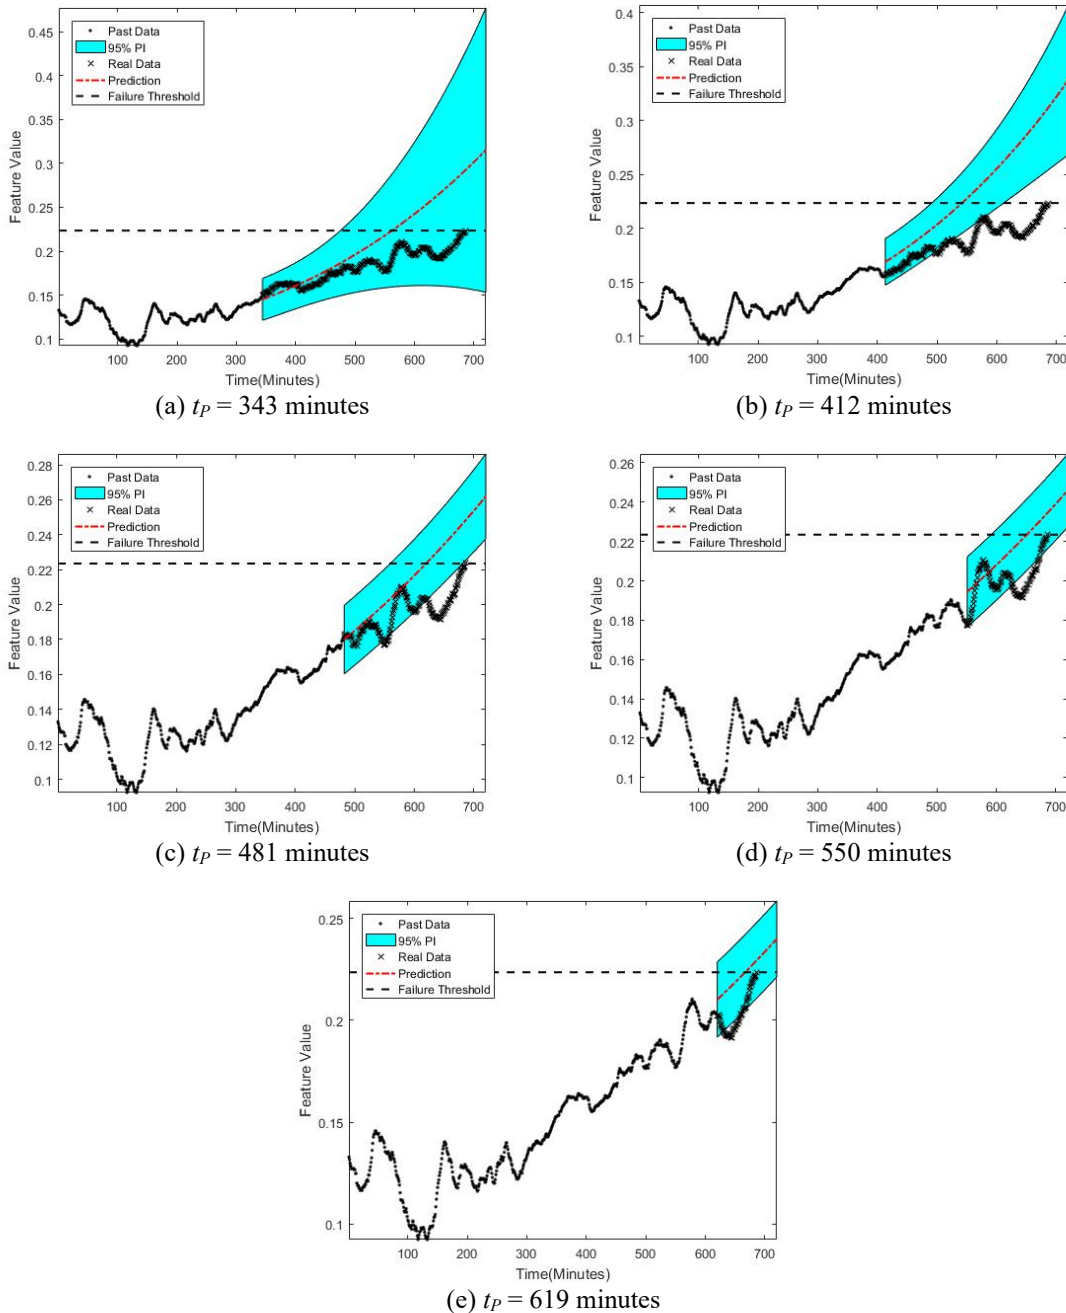 0.45
0.4
0.35
0.3
0.25
0.2
0.15
0.1
Feature Value
Past Data
95% PI
Real Data
Prediction
Failure Threshold
100 200 300 400 500 600 700
Time(Minutes)
(a) tP = 343 minutes
0.4
0.35
0.3
0.25
0.2
0.15
0.1
Feature Value
Past Data
95% PI
Real Data
Prediction
Failure Threshold
100 200 300 400 500 600 700
Time(Minutes)
(b) tP = 412 minutes
0.28
0.26
0.24
0.22
0.2
0.18
0.16
0.14
0.12
0.1
Feature Value
Past Data
95% PI
Real Data
Prediction
Failure Threshold
100 200 300 400 500 600 700
Time(Minutes)
(c) tP = 481 minutes
0.26
0.24
0.22
0.2
0.18
0.16
0.14
0.12
0.1
Feature Value
Past Data
95% PI
Real Data
Prediction
Failure Threshold
100 200 300 400 500 600 700
Time(Minutes)
(d) tP = 550 minutes
0.25
0.2
0.15
0.1
Feature Value
Past Data
95% PI
Real Data
Prediction
Failure Threshold
100 200 300 400 500 600 700
Time(Minutes)
(e) tP = 619 minutes